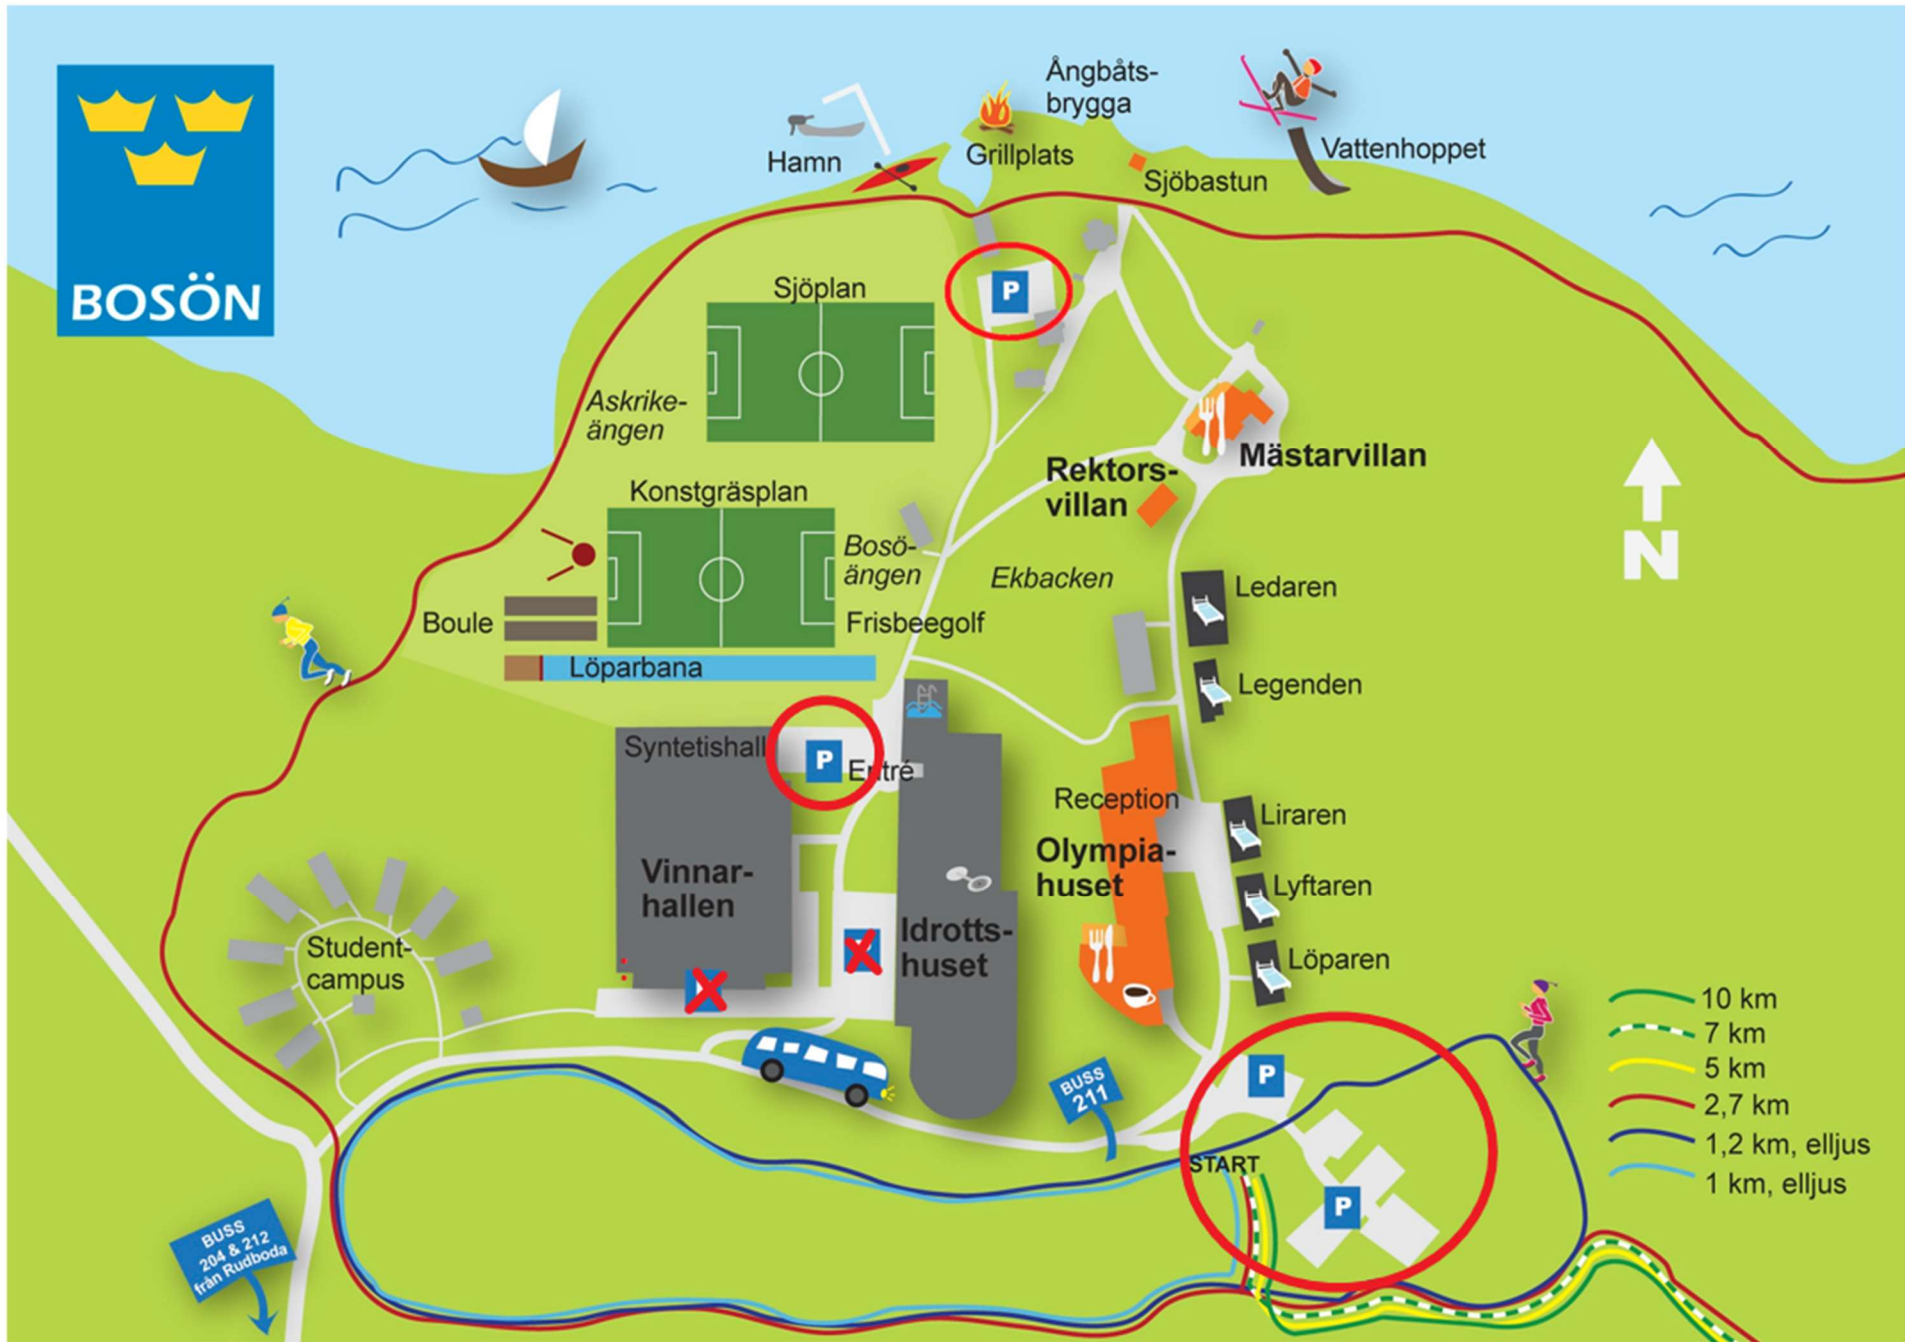 BOSÖN
Ångbåts-
brygga
Hamn
Grillplats
Vattenhoppet
Sjöbastun
P
Sjöplan
Askrike-
ängen
Mästarvillan
Rektors-
villan
Konstgräsplan
N
Bosö-
ängen
Ekbacken
Ledaren
Boule
Frisbeegolf
Löparbana
Legenden
Syntetishall
P
Entré
Reception
Liraren
Olympia-
huset
Vinnar-
hallen
Lyftaren
Idrotts-
huset
Student-
campus
Löparen
10 km
7 km
5 km
2,7 km
1,2 km, elljus
1 km, elljus
P
BUSS
211
START
P
BUSS
204 & 212
från Rudboda